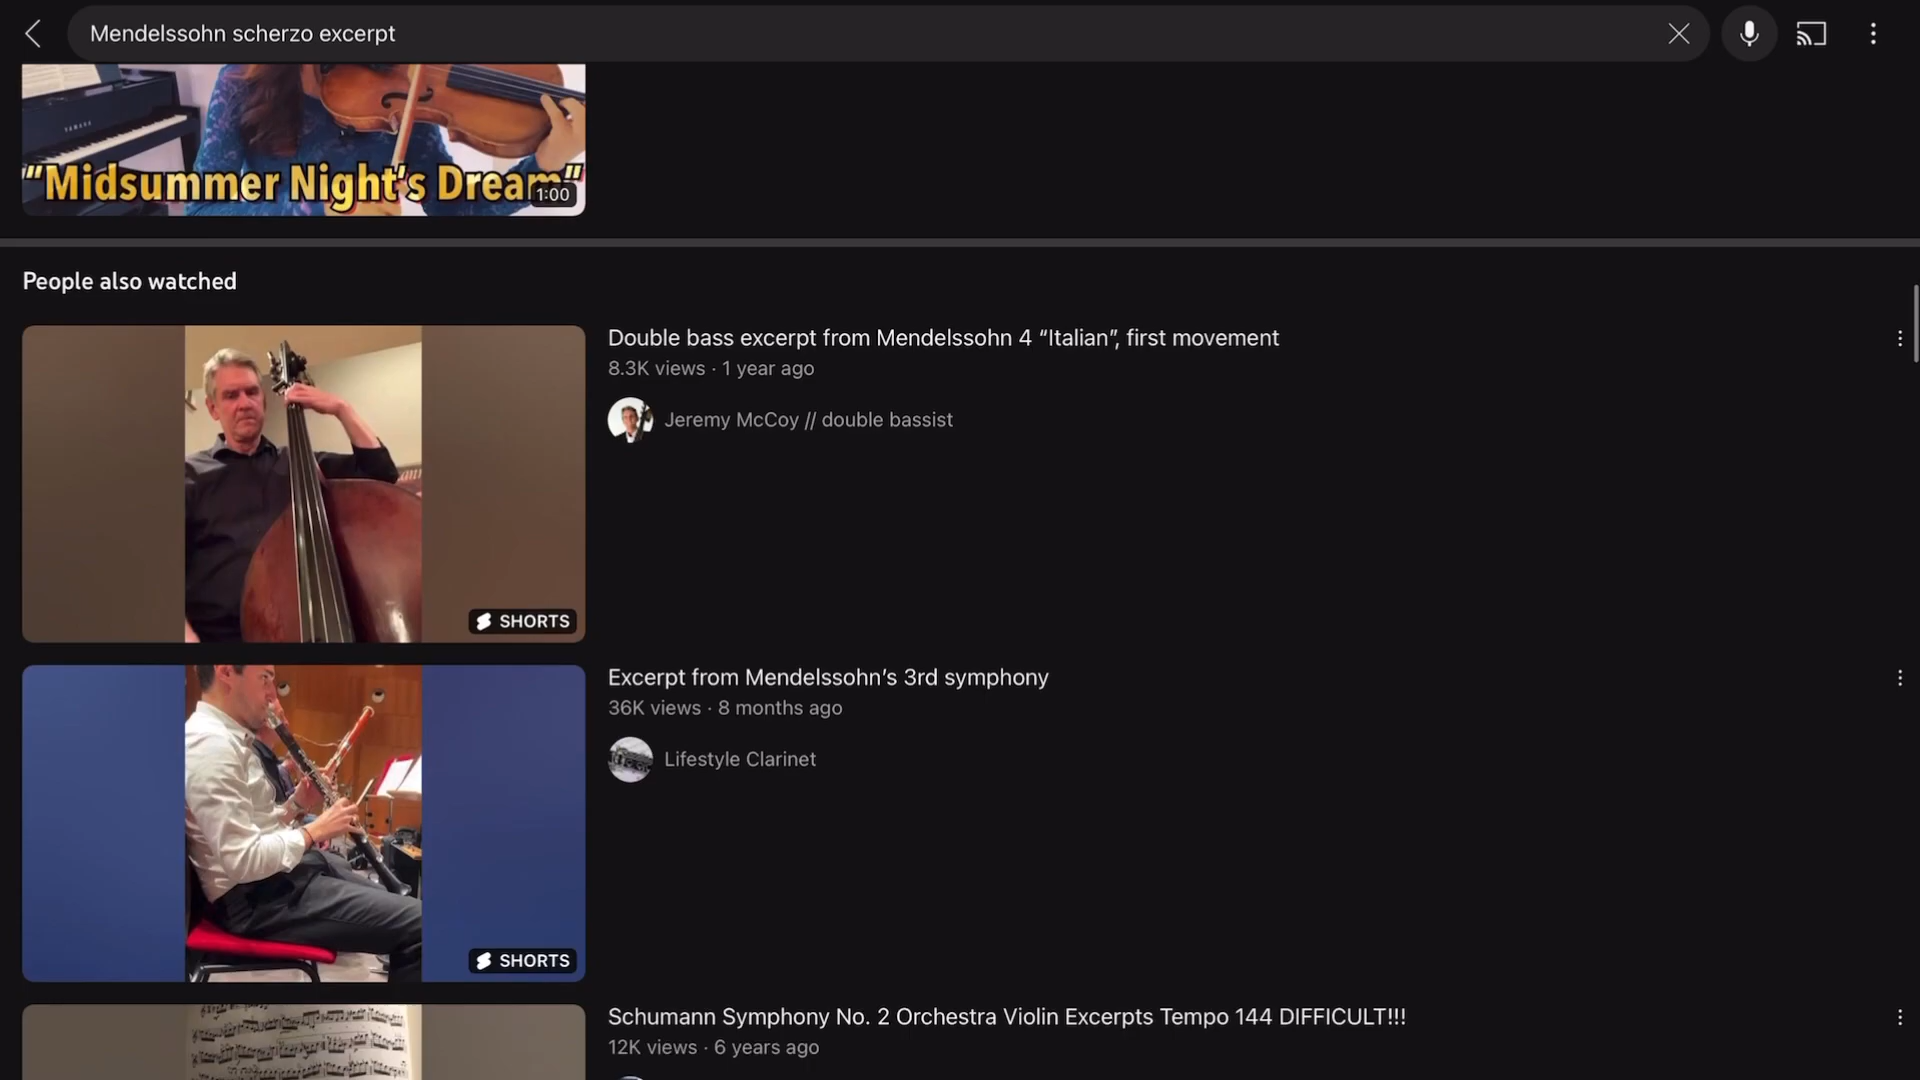 Mendelssohn scherzo excerpt
YAMAHA
"Midsummer Night's Dream"
1:00
People also watched
Double bass excerpt from Mendelssohn 4 “Italian”, first movement
8.3K views · 1 year ago
Jeremy McCoy // double bassist
SHORTS
Excerpt from Mendelssohn’s 3rd symphony
36K views · 8 months ago
Lifestyle Clarinet
SHORTS
Schumann Symphony No. 2 Orchestra Violin Excerpts Tempo 144 DIFFICULT!!!
12K views · 6 years ago